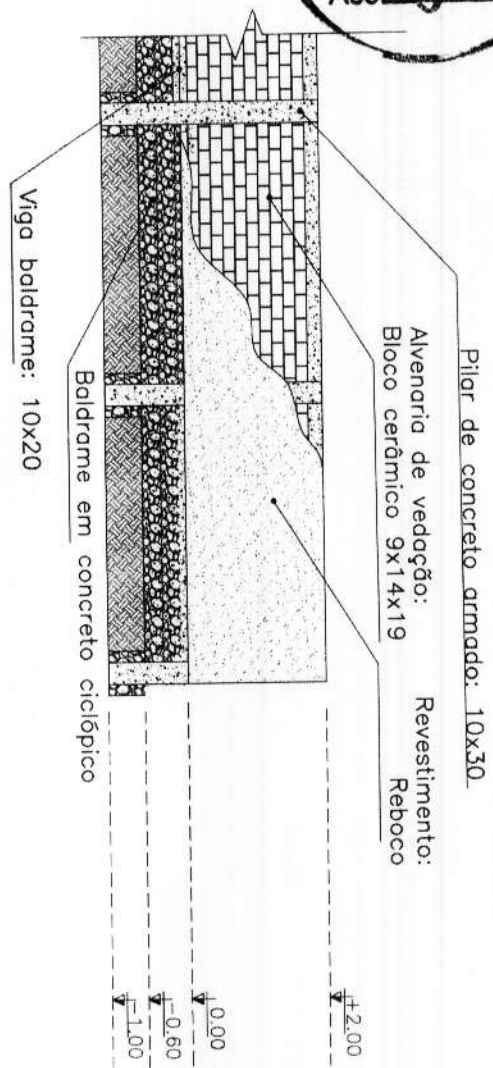 Pilar de concreto armado: 10x30
Alvenaria de vedação:
Bloco cerâmico 9x14x19
Revestimento:
Reboco
+2.00
0.00
-0.60
-1.00
Baldrame em concreto ciclópico
Viga baldrame: 10x20